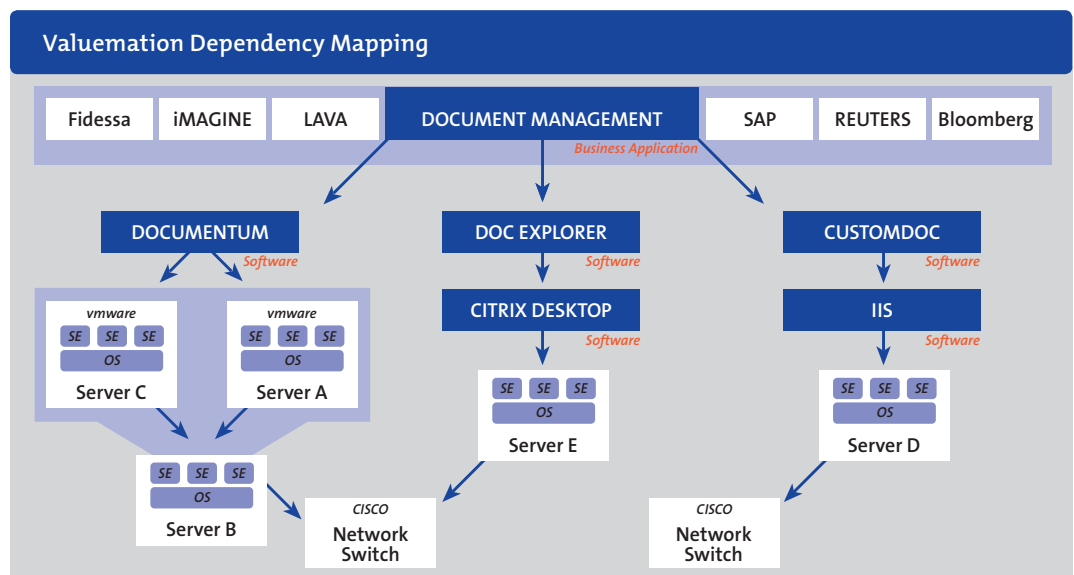 Valuemation Dependency Mapping
Fidessa iMAGINE LAVA DOCUMENT MANAGEMENT SAP REUTERS Bloomberg
Business Application
DOCUMENTUM DOC EXPLORER CUSTOMDOC
Software Software Software
CITRIX DESKTOP IIS
Software Software
vmware vmware
SE SE SE SE SE SE
OS OS
Server C Server A
SE SE SE SE SE SE
OS OS
Server E Server D
SE SE SE
OS
Server B
CISCO CISCO
Network Network
Switch Switch